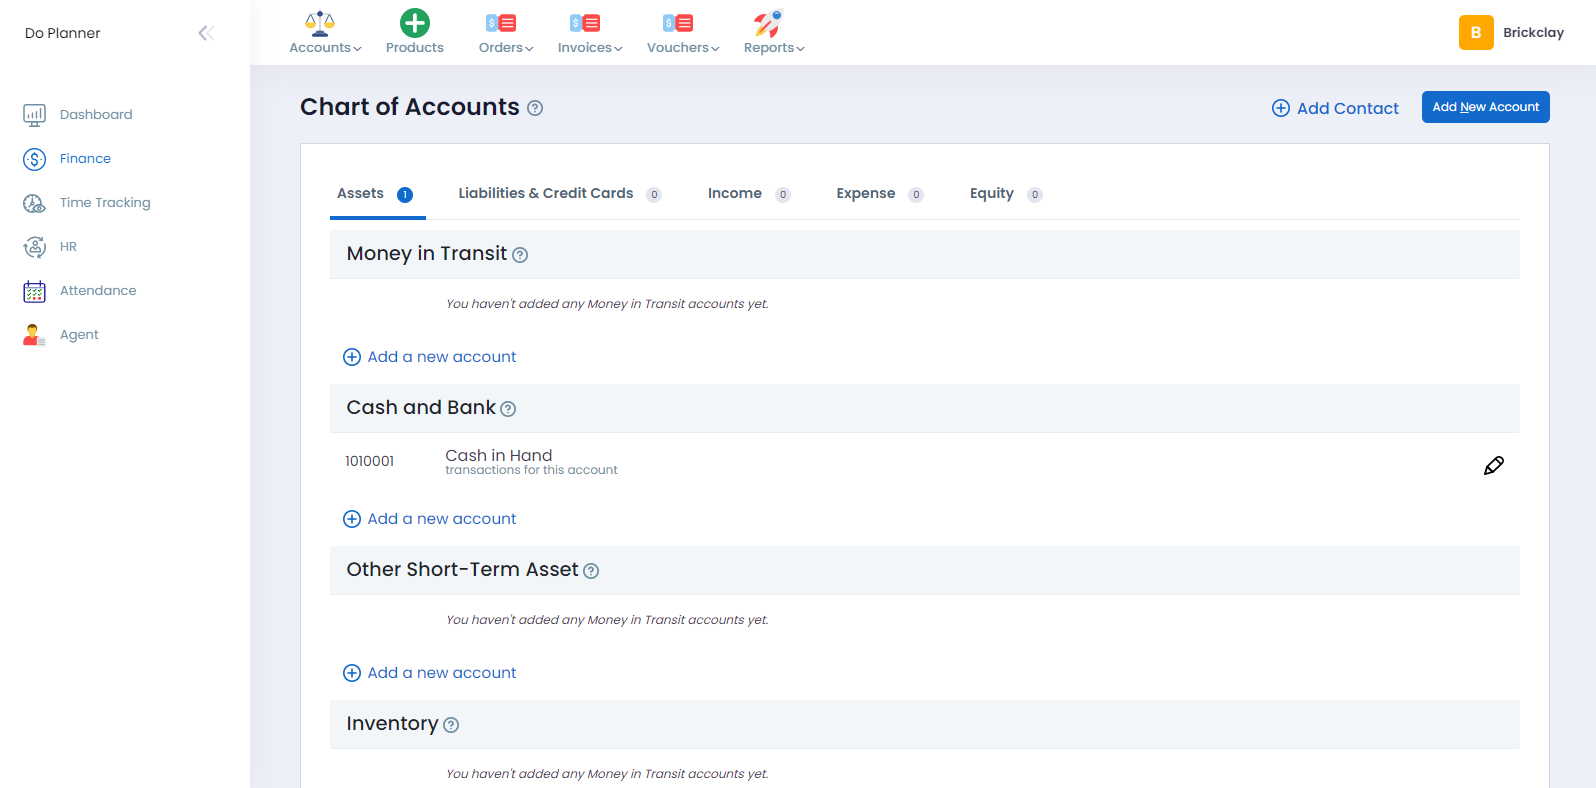 Do Planner
Dashboard
Finance
Time Tracking
HR
Attendance
Agent
Accounts
Products
Orders
Invoices
Vouchers
Reports
B
Brickclay
Chart of Accounts
Add Contact
Add New Account
Assets 1
Liabilities & Credit Cards 0
Income 0
Expense 0
Equity 0
Money in Transit
You haven't added any Money in Transit accounts yet.
Add a new account
Cash and Bank
1010001
Cash in Hand
transactions for this account
Add a new account
Other Short-Term Asset
You haven't added any Money in Transit accounts yet.
Add a new account
Inventory
You haven't added any Money in Transit accounts yet.